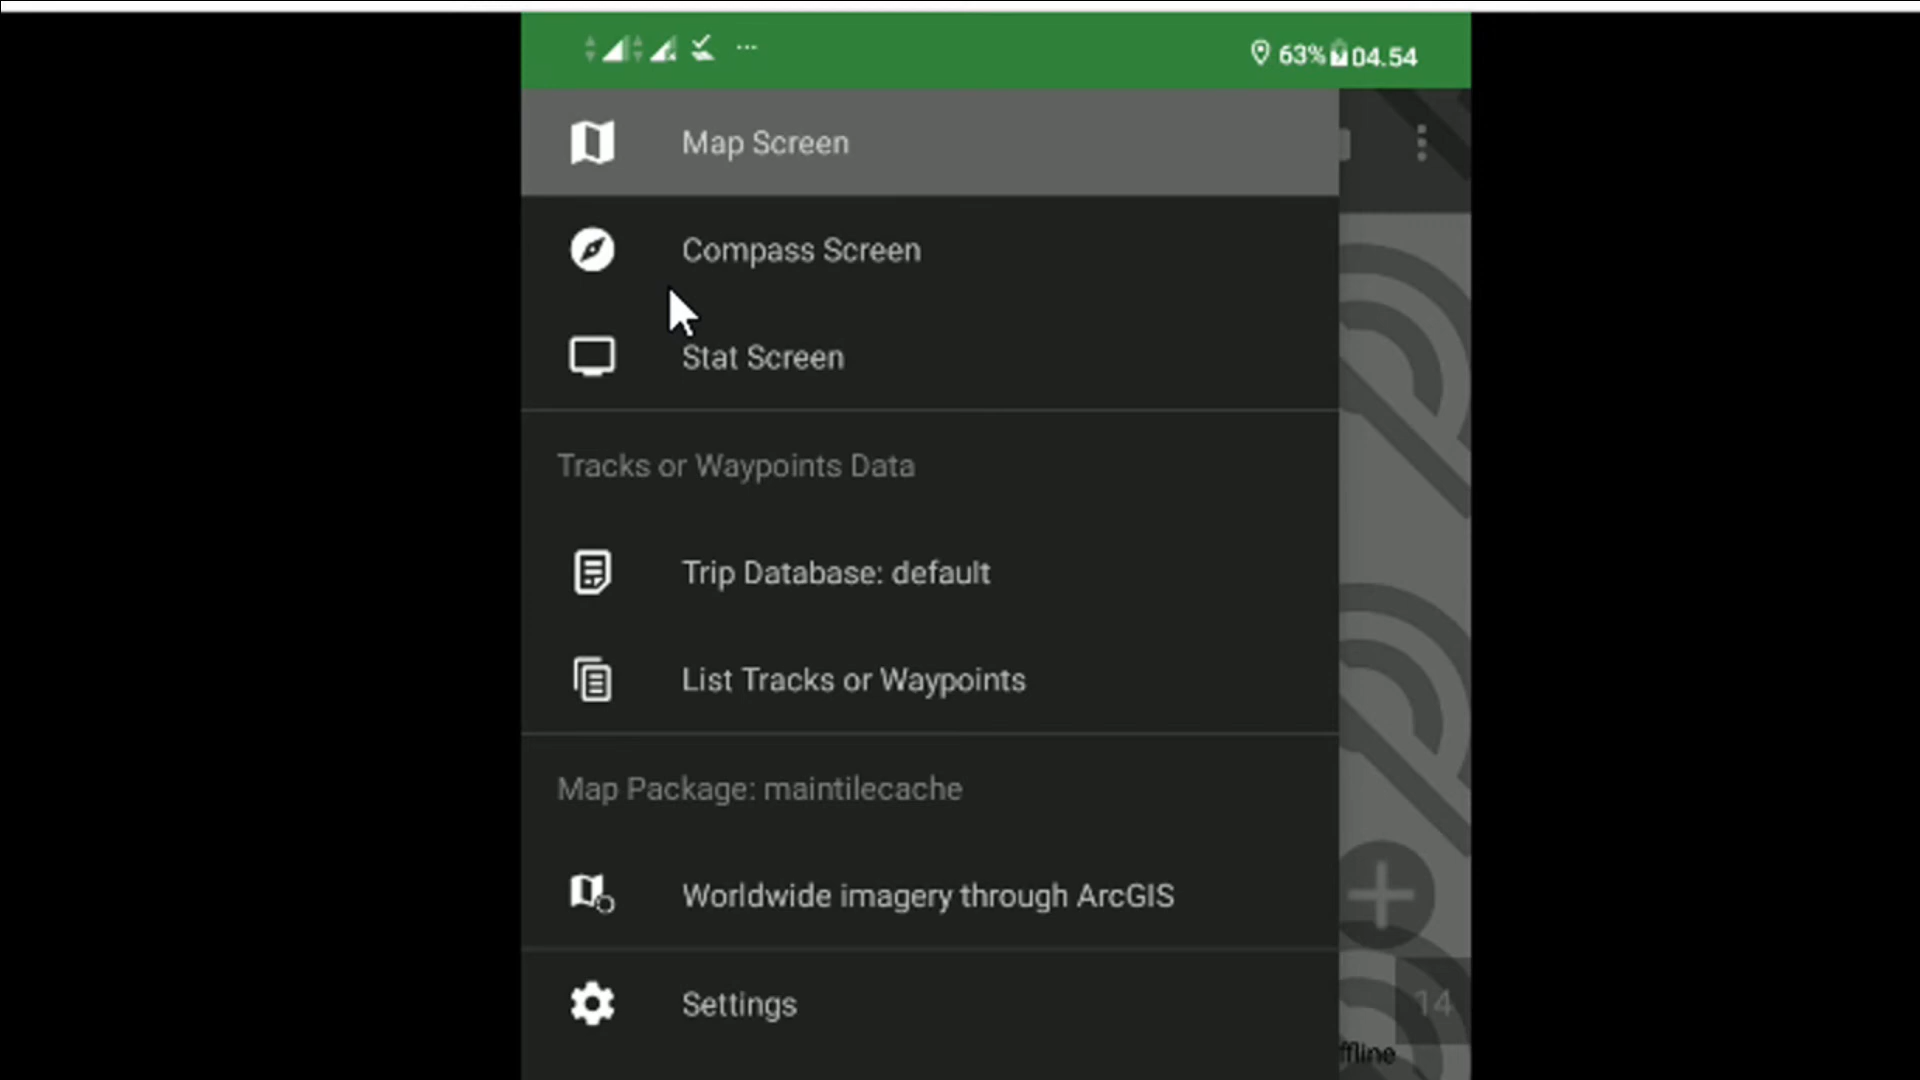 63% 04.54
Map Screen
Compass Screen
Stat Screen
Tracks or Waypoints Data
Trip Database: default
List Tracks or Waypoints
Map Package: maintilecache
Worldwide imagery through ArcGIS
Settings
14
ffline